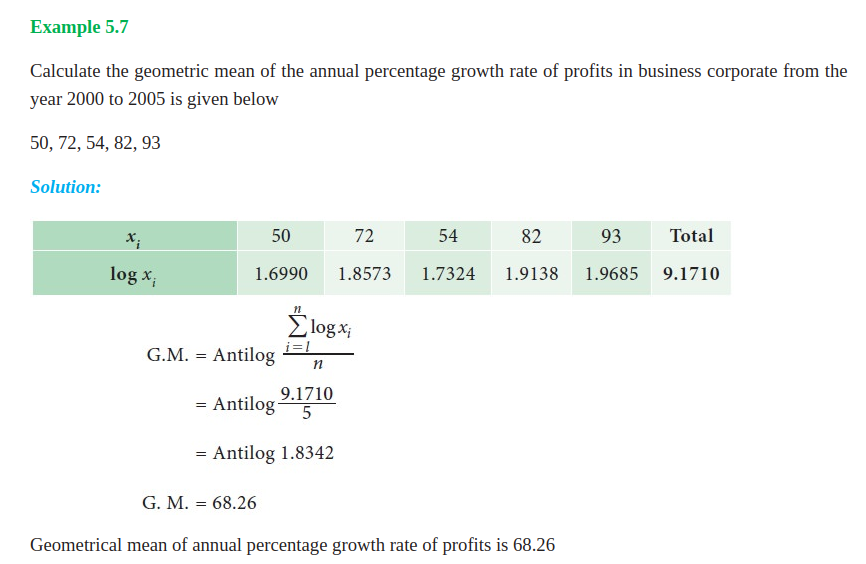 Example 5.7
Calculate the geometric mean of the annual percentage growth rate of profits in business corporate from the
year 2000 to 2005 is given below
50, 72, 54, 82, 93
Solution:
xᵢ 50 72 54 82 93 Total
log xᵢ 1.6990 1.8573 1.7324 1.9138 1.9685 9.1710
G.M. = Antilog \frac{\sum_{i=1}^{n} \log x_i}{n}
= Antilog \frac{9.1710}{5}
= Antilog 1.8342
G. M. = 68.26
Geometrical mean of annual percentage growth rate of profits is 68.26